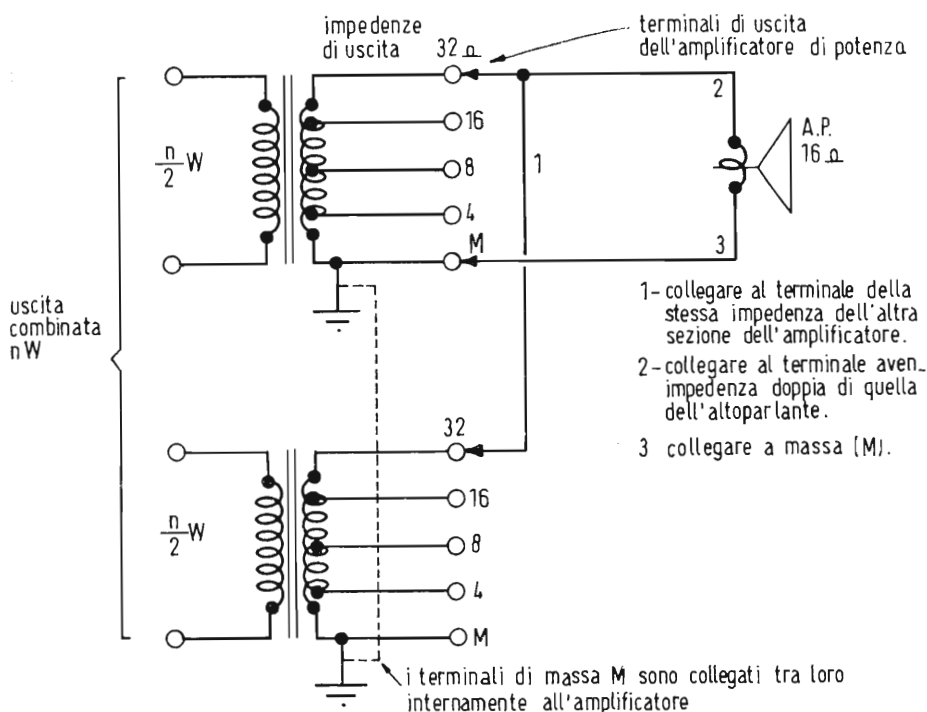 impedenze
di uscita
32 Ω
terminali di uscita
dell'amplificatore di potenza
16
8
4
M
n/2 W
1
2
3
A.P.
16 Ω
uscita
combinata
n W
1- collegare al terminale della
stessa impedenza dell'altra
sezione dell'amplificatore.
2- collegare al terminale aven_
impedenza doppia di quella
dell'altoparlante.
3 collegare a massa (M).
32
16
8
4
M
n/2 W
i terminali di massa M sono collegati tra loro
internamente all'amplificatore